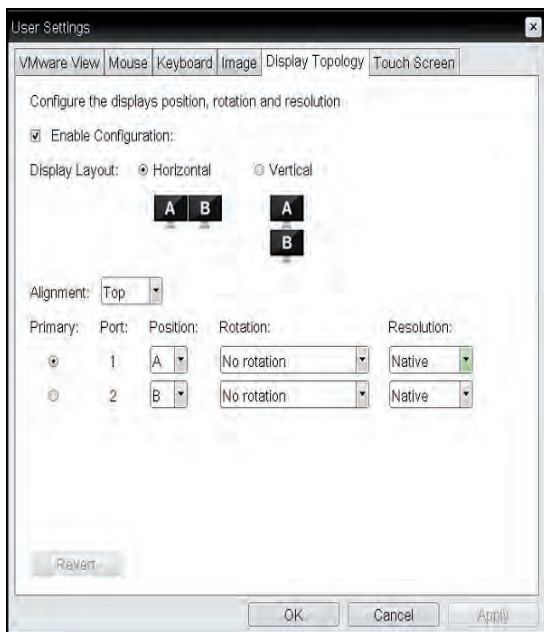 User Settings
VMware View Mouse Keyboard Image Display Topology Touch Screen
Configure the displays position, rotation and resolution
Enable Configuration:
Display Layout: Horizontal Vertical
A B A
B
Alignment: Top
Primary: Port: Position: Rotation: Resolution:
1 A No rotation Native
2 B No rotation Native
Revert
OK Cancel Apply